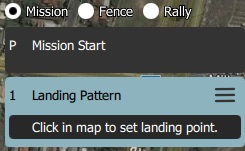 Mission Fence Rally
P Mission Start
1 Landing Pattern
Click in map to set landing point.